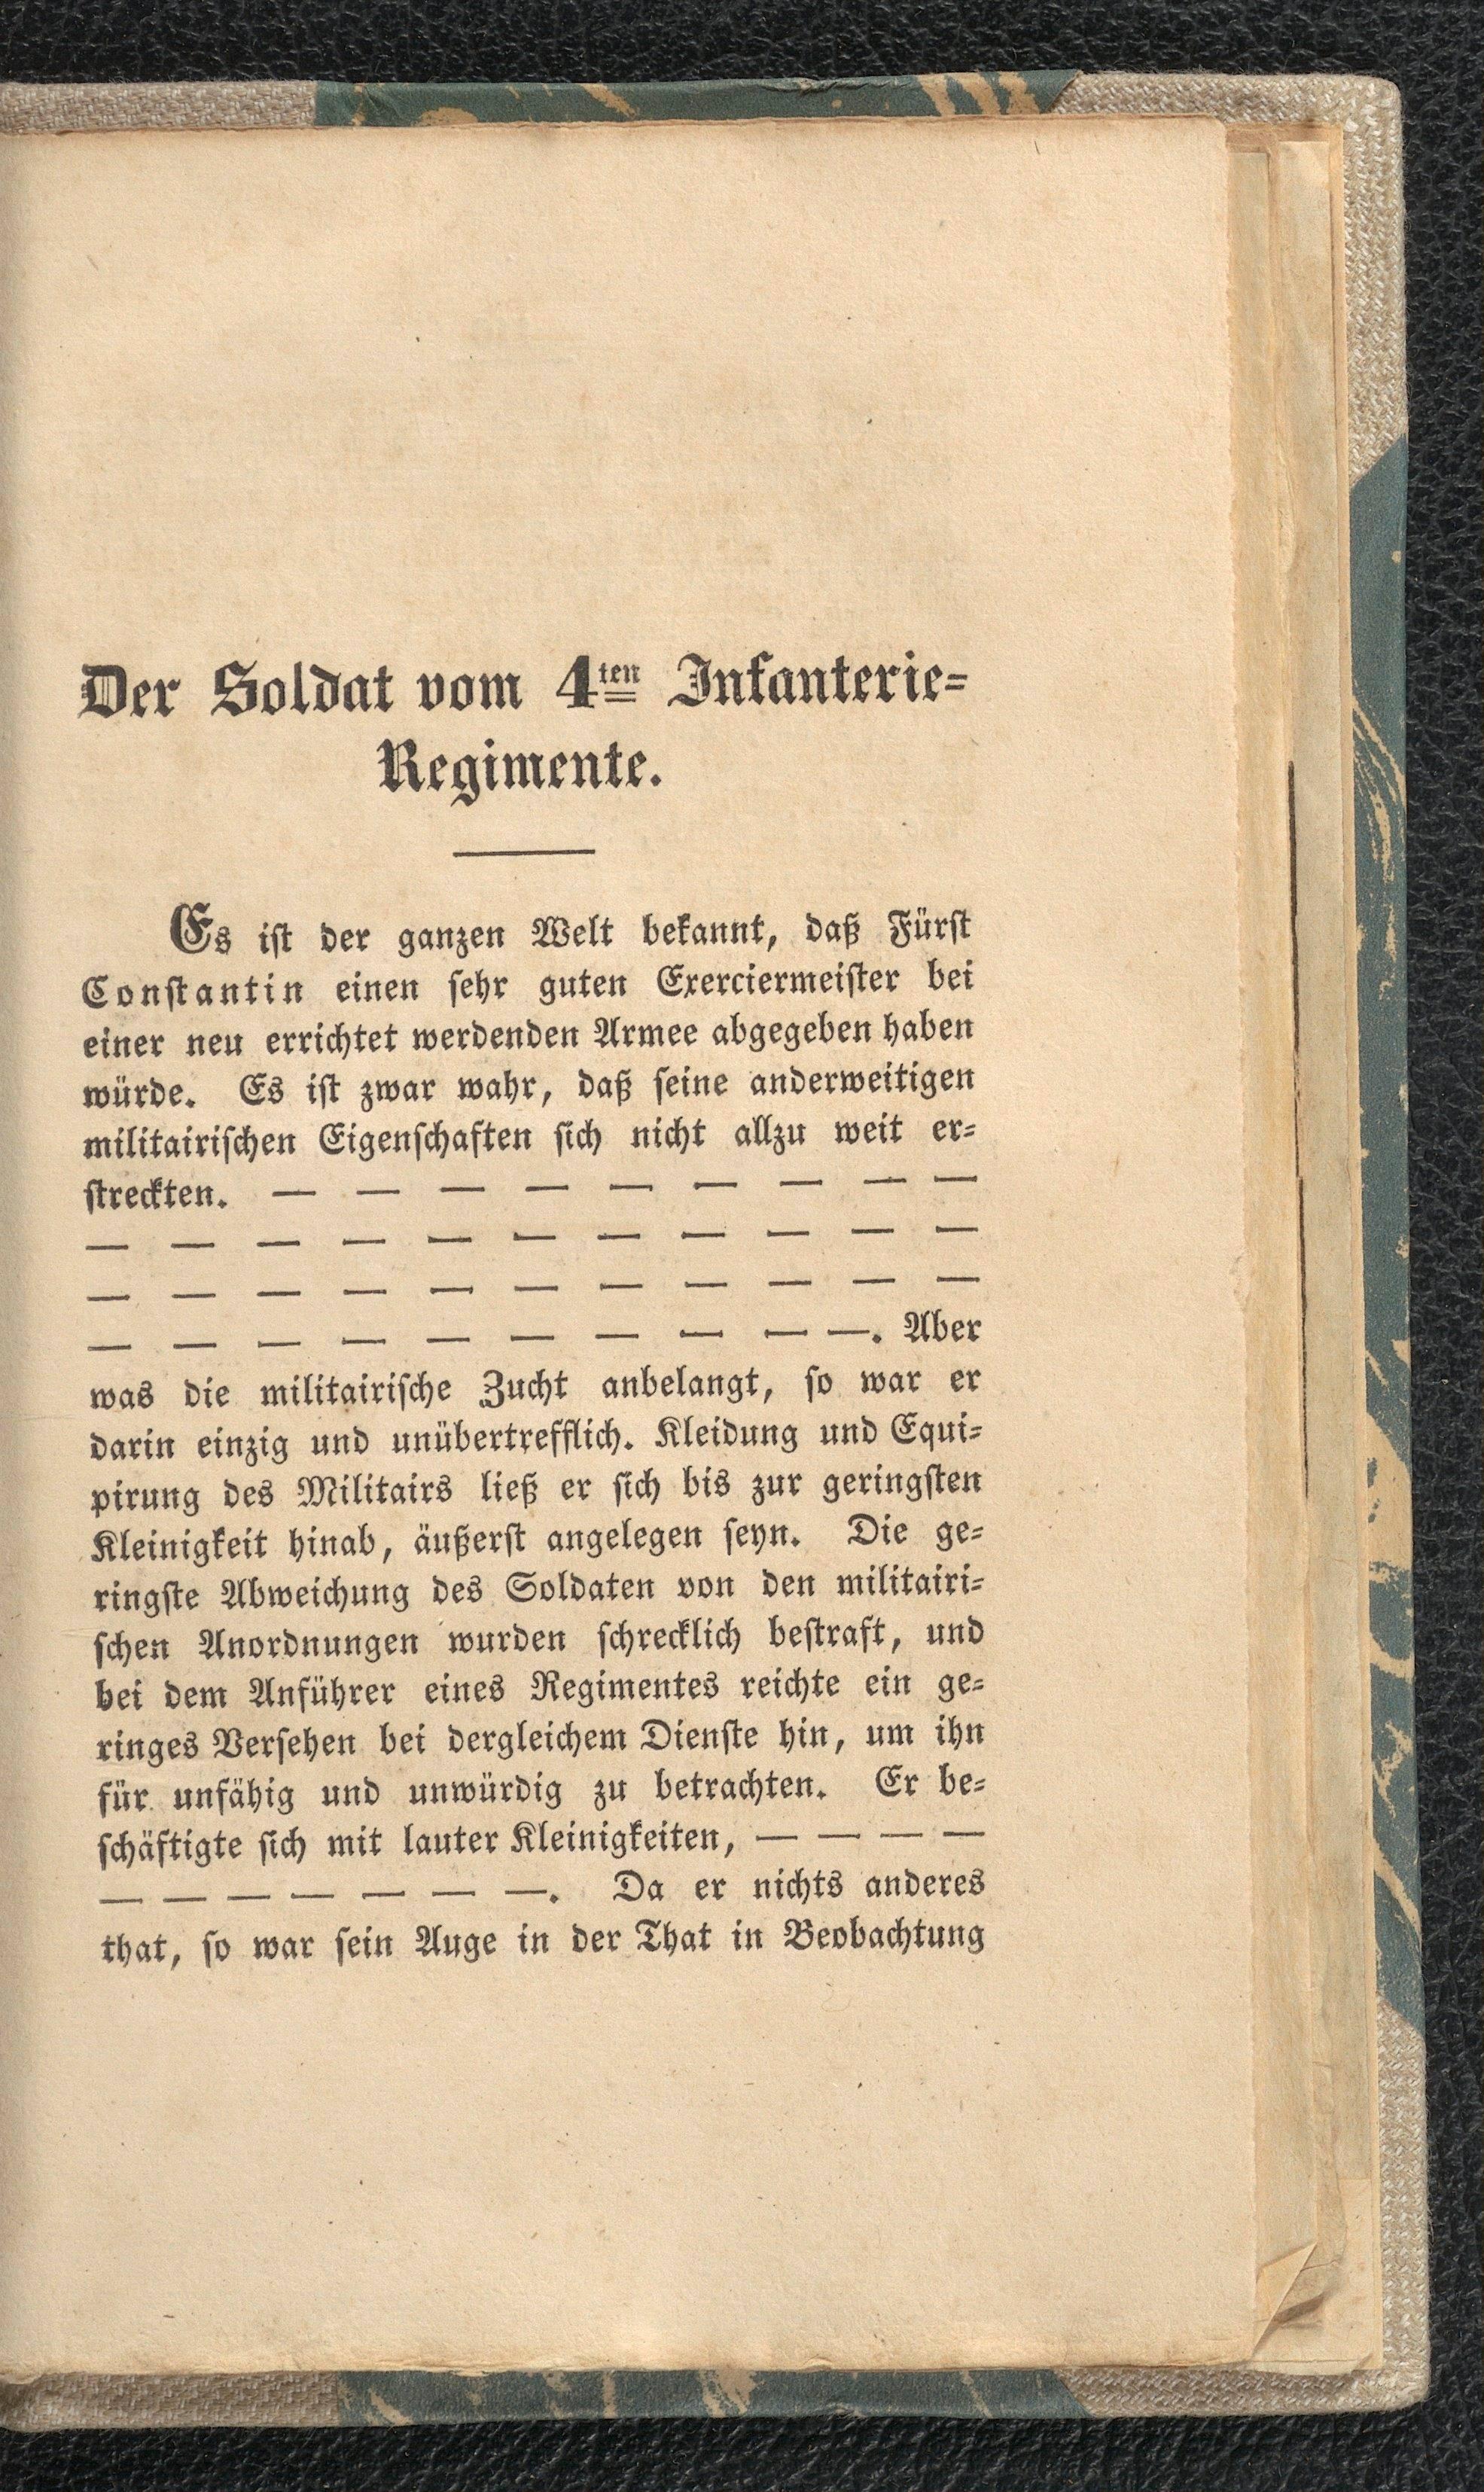 Der Soldat vom 4ten Infanterie=
Regimente.
Es ist der ganzen Welt bekannt, daß Fürst
Constantin einen sehr guten Exerciermeister bei
einer neu errichtet werdenden Armee abgegeben haben
würde. Es ist zwar wahr, daß seine anderweitigen
militairischen Eigenschaften sich nicht allzu weit er=
streckten. — — — — — — — — —
— — — — — — — — — — —
— — — — — — — — — — —
— — — — — — — — — —. Aber
was die militairische Zucht anbelangt, so war er
darin einzig und unübertrefflich. Kleidung und Equi=
pirung des Militairs ließ er sich bis zur geringsten
Kleinigkeit hinab, äußerst angelegen seyn. Die ge=
ringste Abweichung des Soldaten von den militairi=
schen Anordnungen wurden schrecklich bestraft, und
bei dem Anführer eines Regimentes reichte ein ge=
ringes Versehen bei dergleichem Dienste hin, um ihn
für unfähig und unwürdig zu betrachten. Er be=
schäftigte sich mit lauter Kleinigkeiten, — — — —
— — — — — — —. Da er nichts anderes
that, so war sein Auge in der That in Beobachtung